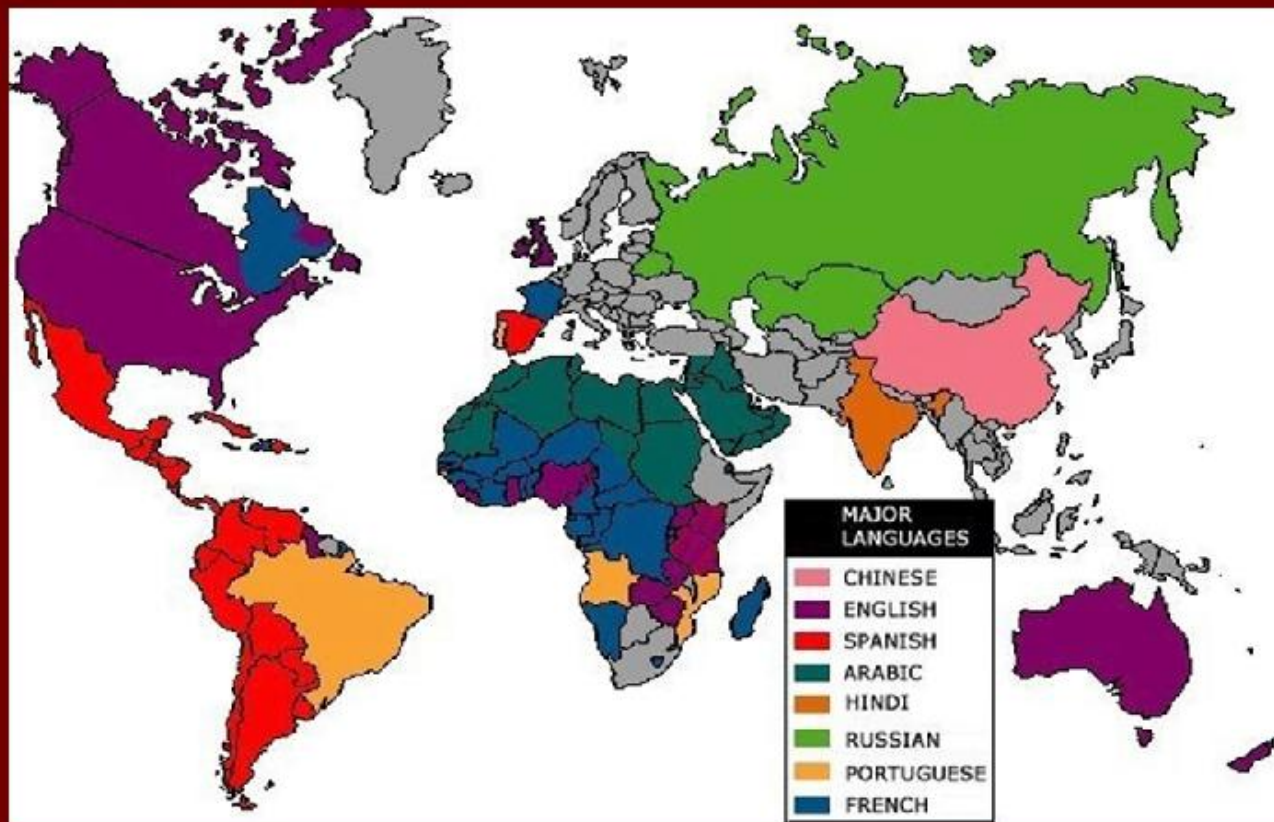 MAJOR
LANGUAGES
CHINESE
ENGLISH
SPANISH
ARABIC
HINDI
RUSSIAN
PORTUGUESE
FRENCH